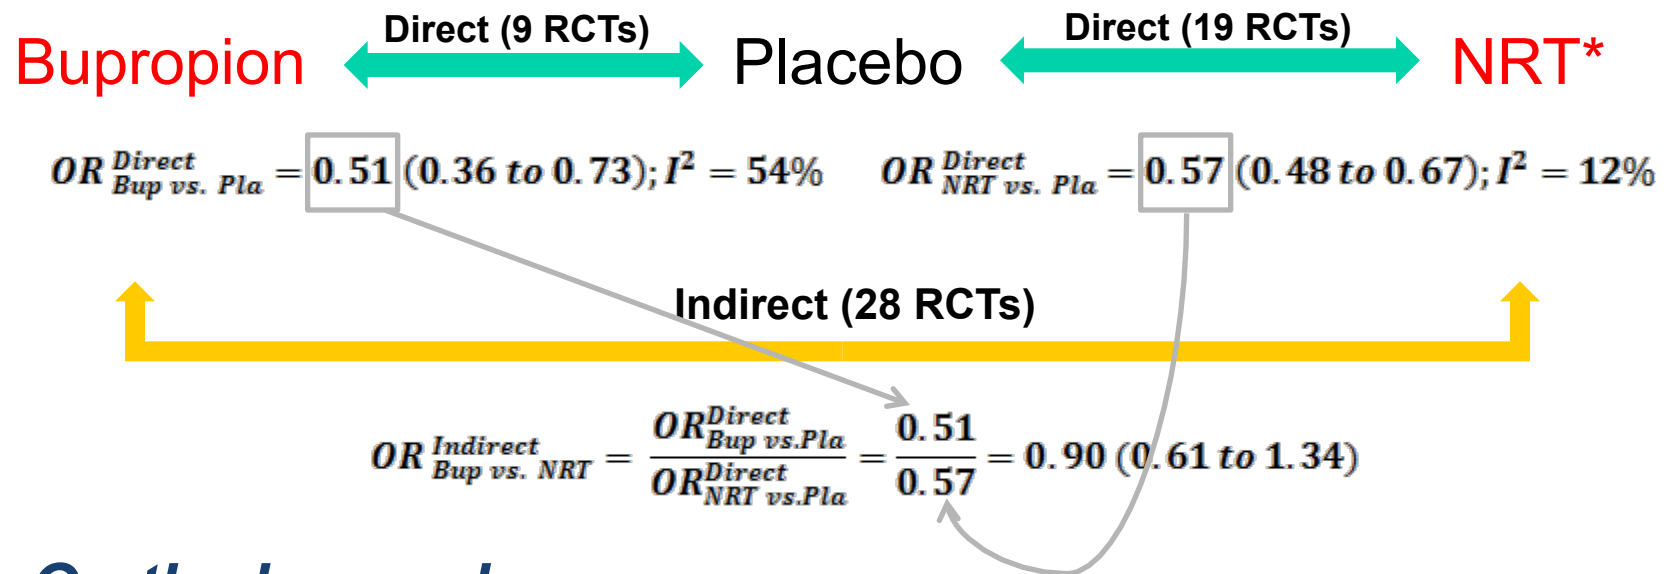 Direct (9 RCTs) Direct (19 RCTs)
Bupropion Placebo NRT*
OR Direct Bup vs. Pla = 0.51 (0.36 to 0.73); I² = 54% OR Direct NRT vs. Pla = 0.57 (0.48 to 0.67); I² = 12%
Indirect (28 RCTs)
OR Indirect Bup vs. NRT = OR Direct Bup vs.Pla / OR Direct NRT vs.Pla = 0.51 / 0.57 = 0.90 (0.61 to 1.34)